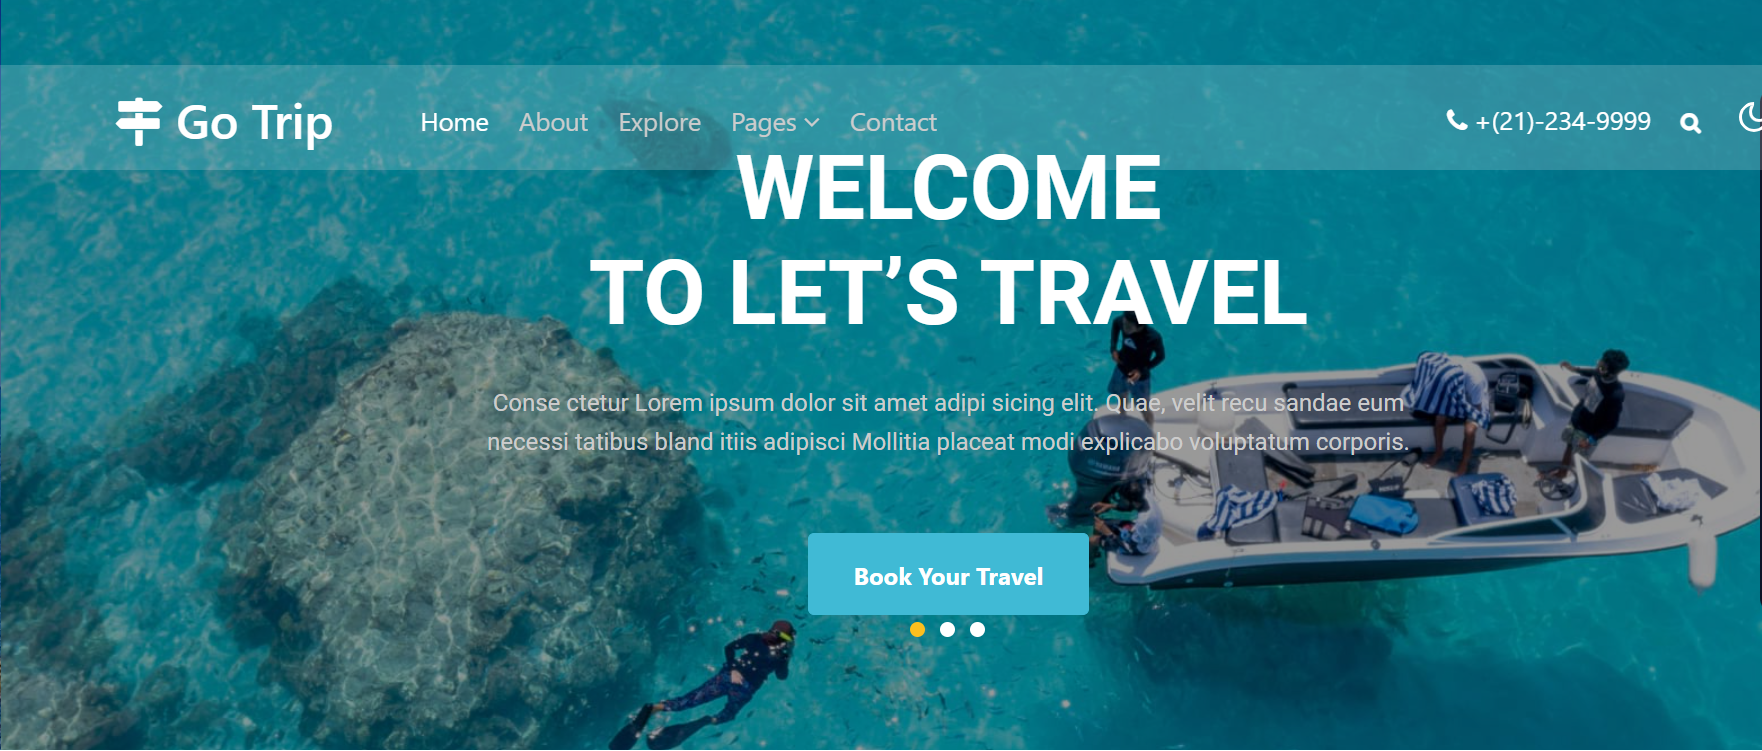 Go Trip
Home About Explore Pages Contact
+(21)-234-9999
WELCOME
TO LET’S TRAVEL
Conse ctetur Lorem ipsum dolor sit amet adipi sicing elit. Quae, velit recu sandae eum
necessi tatibus bland itiis adipisci Mollitia placeat modi explicabo voluptatum corporis.
Book Your Travel